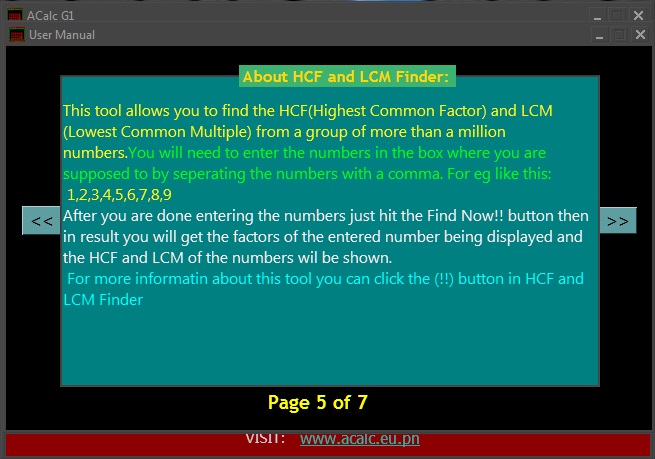 ACalc G1
User Manual
About HCF and LCM Finder:
This tool allows you to find the HCF(Highest Common Factor) and LCM
(Lowest Common Multiple) from a group of more than a million
numbers.You will need to enter the numbers in the box where you are
supposed to by seperating the numbers with a comma. For eg like this:
1,2,3,4,5,6,7,8,9
After you are done entering the numbers just hit the Find Now!! button then
in result you will get the factors of the entered number being displayed and
the HCF and LCM of the numbers wil be shown.
For more informatin about this tool you can click the (!!) button in HCF and
LCM Finder
<<
>>
Page 5 of 7
VISIT: www.acalc.eu.pn